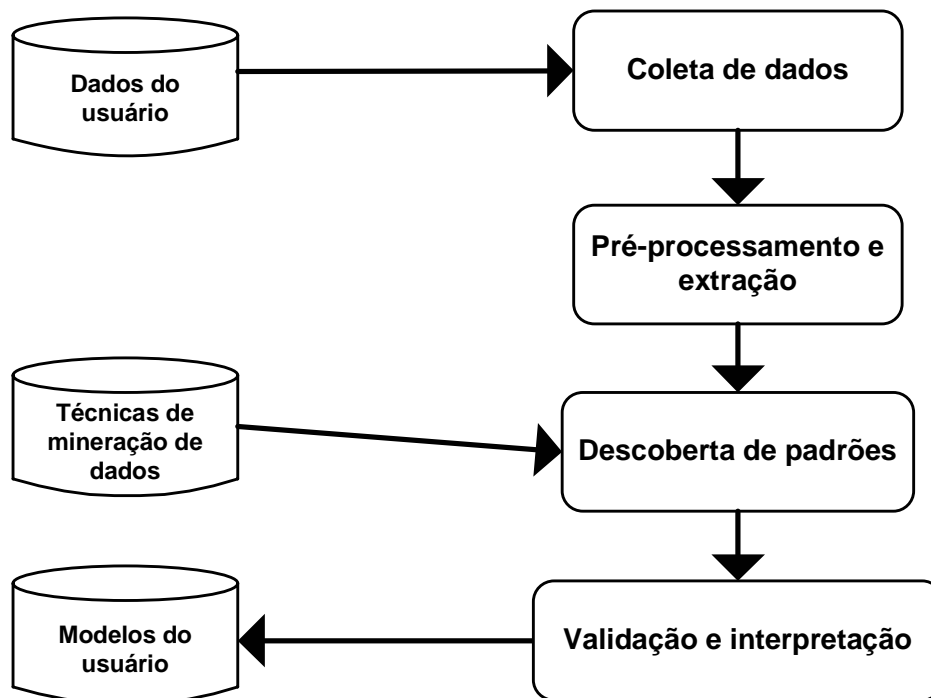 Dados do
usuário
Coleta de dados
Pré-processamento e
extração
Técnicas de
mineração de
dados
Descoberta de padrões
Modelos do
usuário
Validação e interpretação